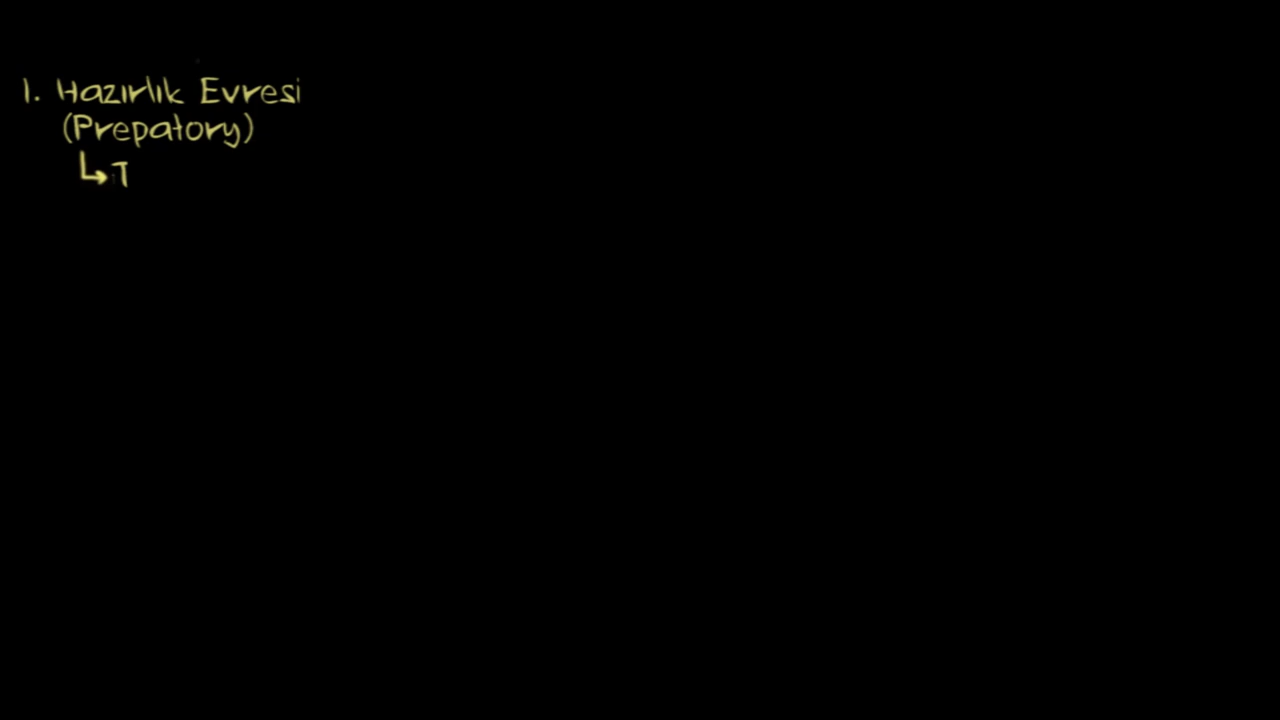 1. Hazırlık Evresi
(Prepatory)
↳ T